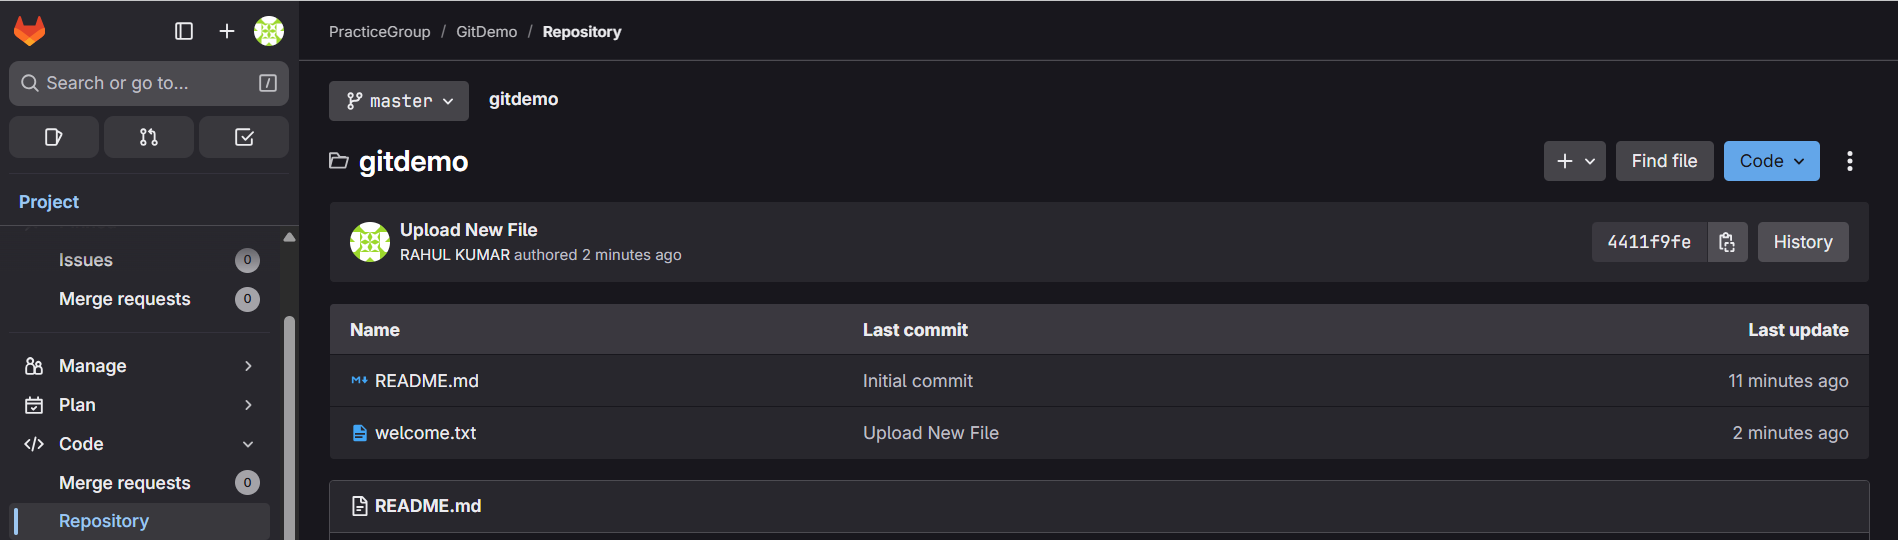 PracticeGroup / GitDemo / Repository
Search or go to... /
Project
Issues 0
Merge requests 0
Manage
Plan
Code
Merge requests 0
Repository
master gitdemo
gitdemo
Find file Code
Upload New File
RAHUL KUMAR authored 2 minutes ago
4411f9fe History
Name Last commit Last update
README.md Initial commit 11 minutes ago
welcome.txt Upload New File 2 minutes ago
README.md